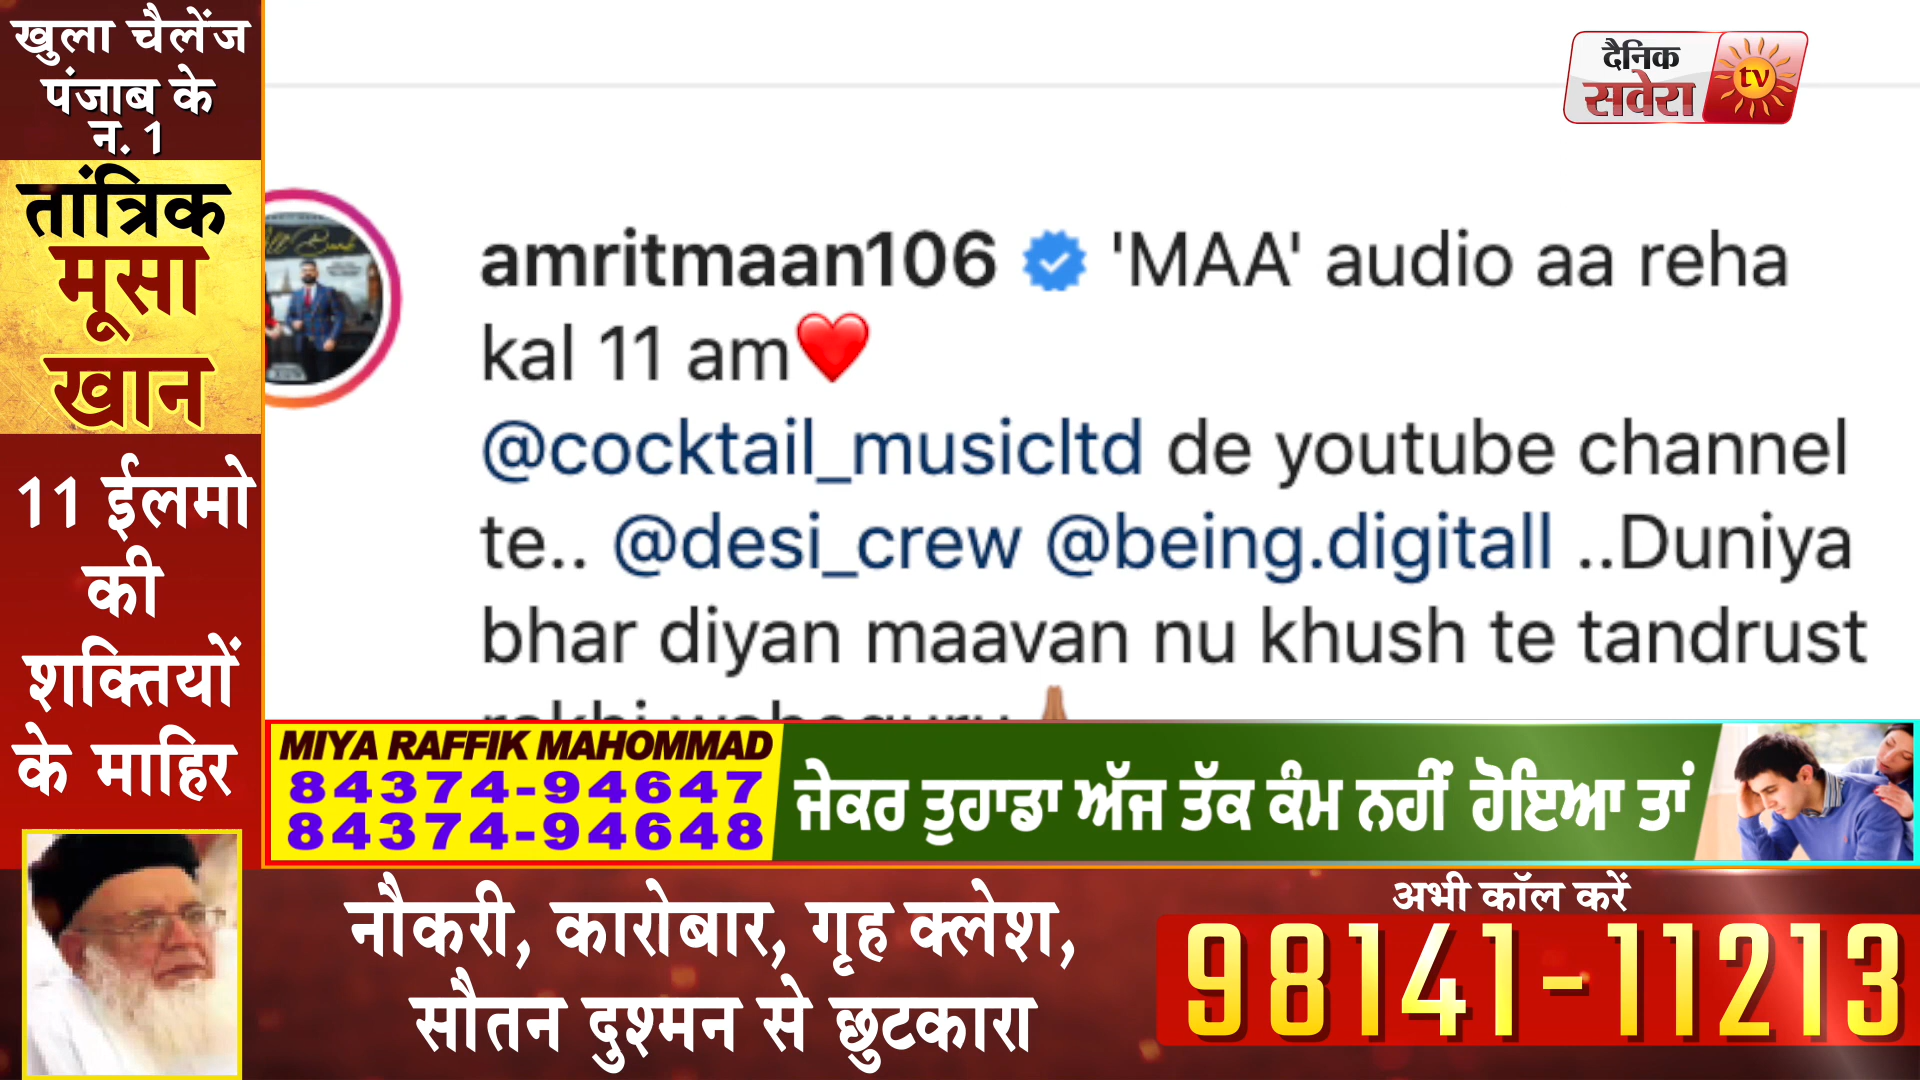 खुला चैलेंज
पंजाब के
न. 1
तांत्रिक
मूसा
खान
11 ईलमो
की
शक्तियों
के माहिर
दैनिक
सवेरा
tv
amritmaan106 'MAA' audio aa reha
kal 11 am❤️
@cocktail_musicltd de youtube channel
te.. @desi_crew @being.digitall ..Duniya
bhar diyan maavan nu khush te tandrust
MIYA RAFFIK MAHOMMAD
84374-94647
84374-94648
ਜੇਕਰ ਤੁਹਾਡਾ ਅੱਜ ਤੱਕ ਕੰਮ ਨਹੀਂ ਹੋਇਆ ਤਾਂ
नौकरी, कारोबार, गृह क्लेश,
सौतन दुश्मन से छुटकारा
अभी कॉल करें
98141-11213